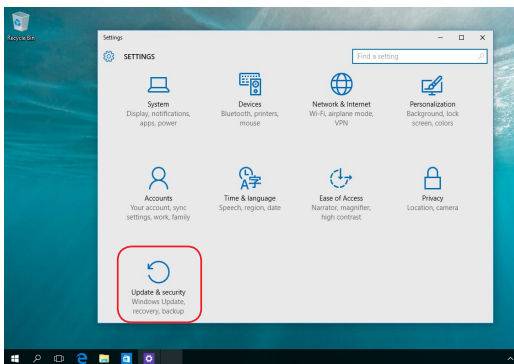 Recycle Bin
Settings
SETTINGS
Find a setting
System
Display, notifications,
apps, power
Devices
Bluetooth, printers,
mouse
Network & Internet
Wi-Fi, airplane mode,
VPN
Personalization
Background, lock
screen, colors
Accounts
Your account, sync
settings, work, family
A字
Time & language
Speech, region, date
Ease of Access
Narrator, magnifier,
high contrast
Privacy
Location, camera
Update & security
Windows Update,
recovery, backup